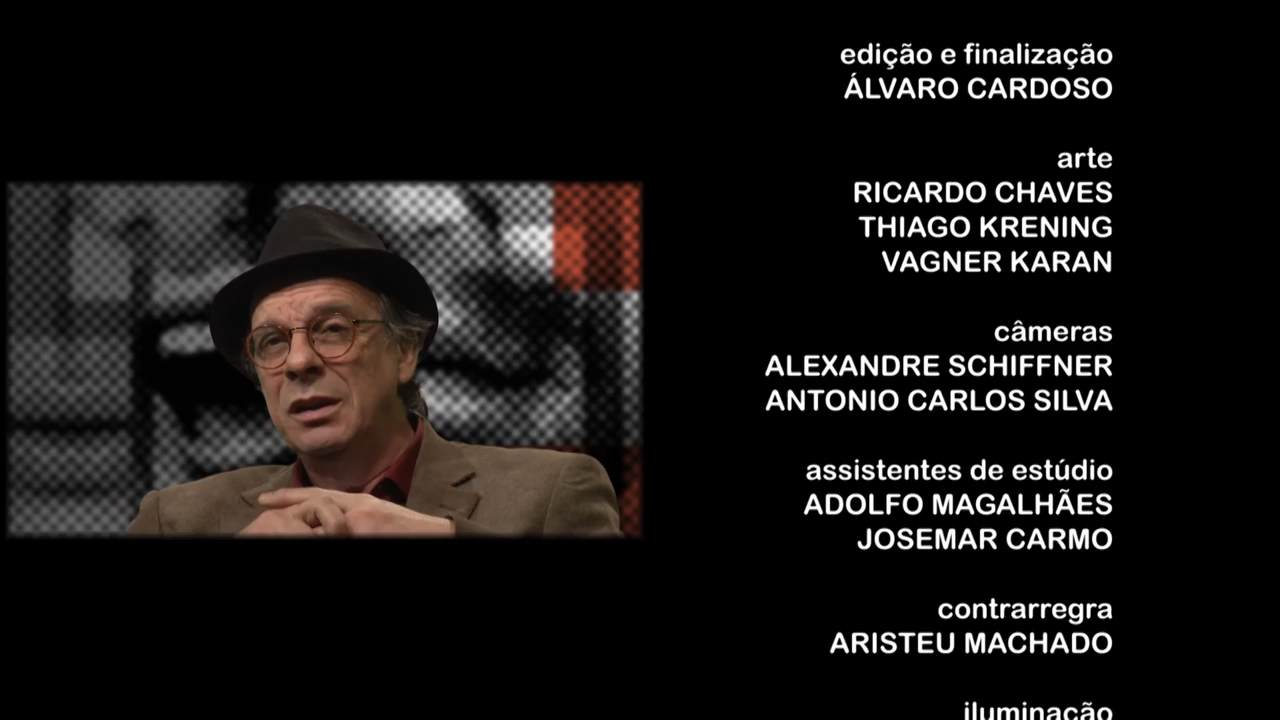 edição e finalização
ÁLVARO CARDOSO
arte
RICARDO CHAVES
THIAGO KRENING
VAGNER KARAN
câmeras
ALEXANDRE SCHIFFNER
ANTONIO CARLOS SILVA
assistentes de estúdio
ADOLFO MAGALHÃES
JOSEMAR CARMO
contrarregra
ARISTEU MACHADO
iluminação